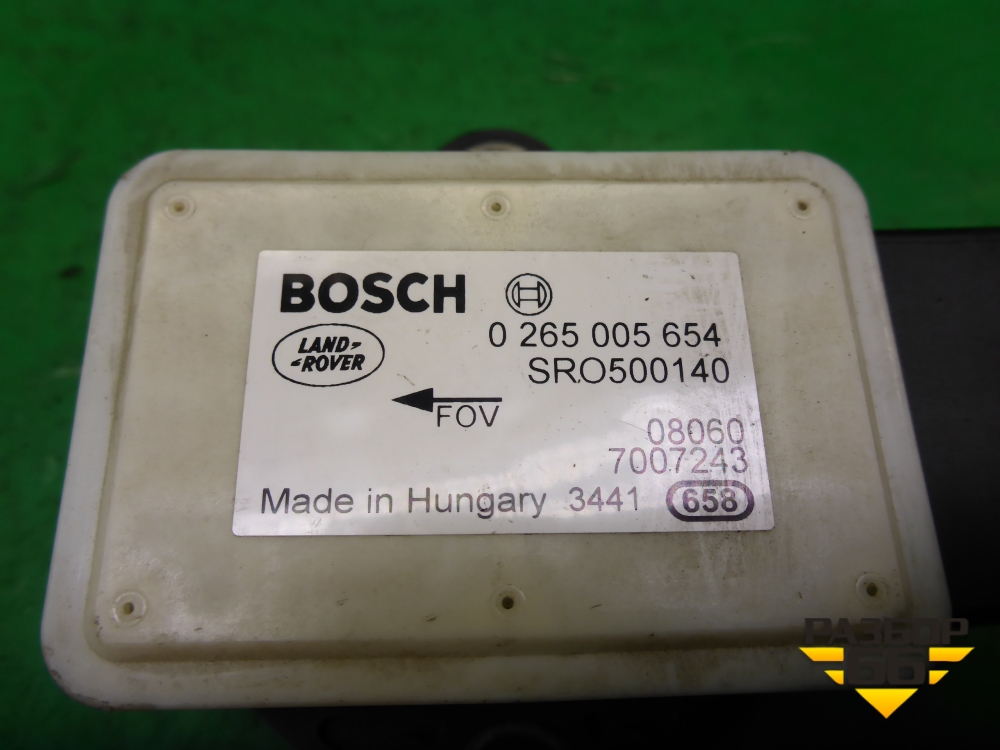 BOSCH
0 265 005 654
LAND-
-ROVER
SRO500140
FOV
08060
7007243
Made in Hungary 3441 658
РАЗБОР
66